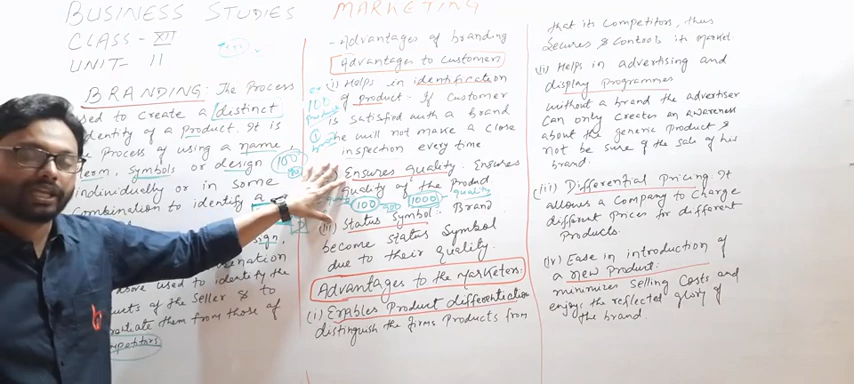 BUSINESS STUDIES
CLASS - XII
UNIT - 11
BRANDING: The Process
used to create a distinct
identity of a Product. It is
the Process of using a name,
term, symbols or design
individually or in some
Combination to identify a
sign,
above used to identify the
of the Seller & to
them from those of
MARKETING
- Advantages of branding
Advantages to Customer
(i) Helps in identification
of product - If Customer
is satisfied with a brand
he will not make a close
inspection every time
Ensures quality. Ensures
quality of the Product
100 1000 quality
(iii) Status Symbol:- Brand
become Status Symbol
due to their quality.
Advantages to the Marketers:
(i) Enables Product differentiation
distinguish the firms Products from
100
100
that its Competitors, thus
Secures & Controls its market
(ii) Helps in advertising and
display programmes
without a brand the advertiser
Can only creates an awareness
about the generic Product &
not be sure of the sale of his
brand.
(iii) Differential Pricing It
allows a Company to Charge
different Prices for different
Products.
(iv) Ease in introduction of
a new Product:
minimizes Selling Costs and
enjoys the reflected glory of
the brand.